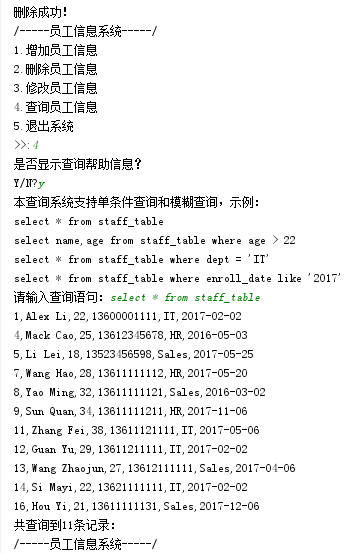 删除成功!
/-----员工信息系统-----/
1.增加员工信息
2.删除员工信息
3.修改员工信息
4.查询员工信息
5.退出系统
>>:4
是否显示查询帮助信息?
Y/N?y
本查询系统支持单条件查询和模糊查询，示例:
select * from staff_table
select name,age from staff_table where age > 22
select * from staff_table where dept = 'IT'
select * from staff_table where enroll_date like '2017'
请输入查询语句: select * from staff_table
1,Alex Li,22,13600001111,IT,2017-02-02
4,Mack Cao,25,13612345678,HR,2016-05-03
5,Li Lei,18,13523456598,Sales,2017-05-25
7,Wang Hao,28,13611111112,HR,2017-05-20
8,Yao Ming,32,13611111121,Sales,2016-03-02
9,Sun Quan,34,13611111211,HR,2017-11-06
11,Zhang Fei,38,13611121111,IT,2017-05-06
12,Guan Yu,29,13611211111,IT,2017-02-02
13,Wang Zhaojun,27,13612111111,Sales,2017-04-06
14,Si Mayi,22,13621111111,IT,2017-02-02
16,Hou Yi,21,13611111131,Sales,2017-12-06
共查询到11条记录:
/-----员工信息系统-----/